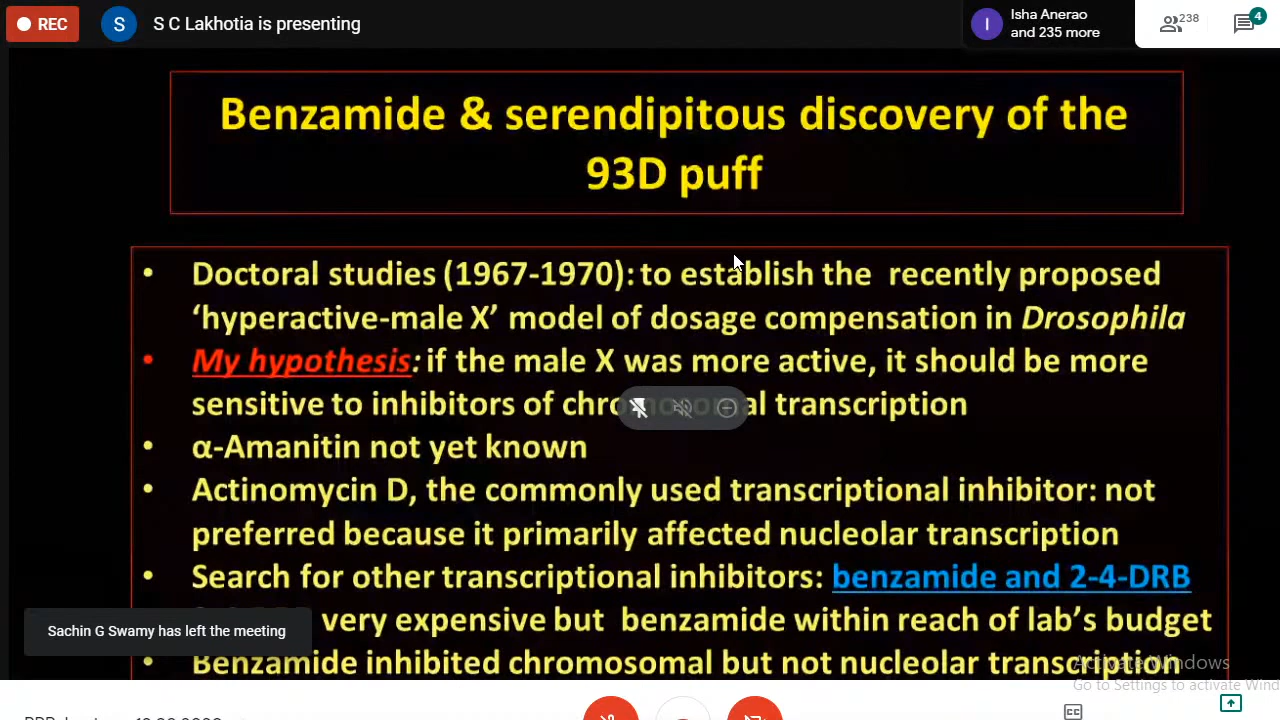 REC
S
S C Lakhotia is presenting
I
Isha Anerao
and 235 more
238
4
Benzamide & serendipitous discovery of the
93D puff
• Doctoral studies (1967-1970): to establish the recently proposed
‘hyperactive-male X’ model of dosage compensation in Drosophila
• My hypothesis: if the male X was more active, it should be more
sensitive to inhibitors of chromosomal transcription
• α-Amanitin not yet known
• Actinomycin D, the commonly used transcriptional inhibitor: not
preferred because it primarily affected nucleolar transcription
• Search for other transcriptional inhibitors: benzamide and 2-4-DRB
very expensive but benzamide within reach of lab’s budget
Sachin G Swamy has left the meeting
• Benzamide inhibited chromosomal but not nucleolar transcription
Activate Windows
Go to Settings to activate Wind
CC